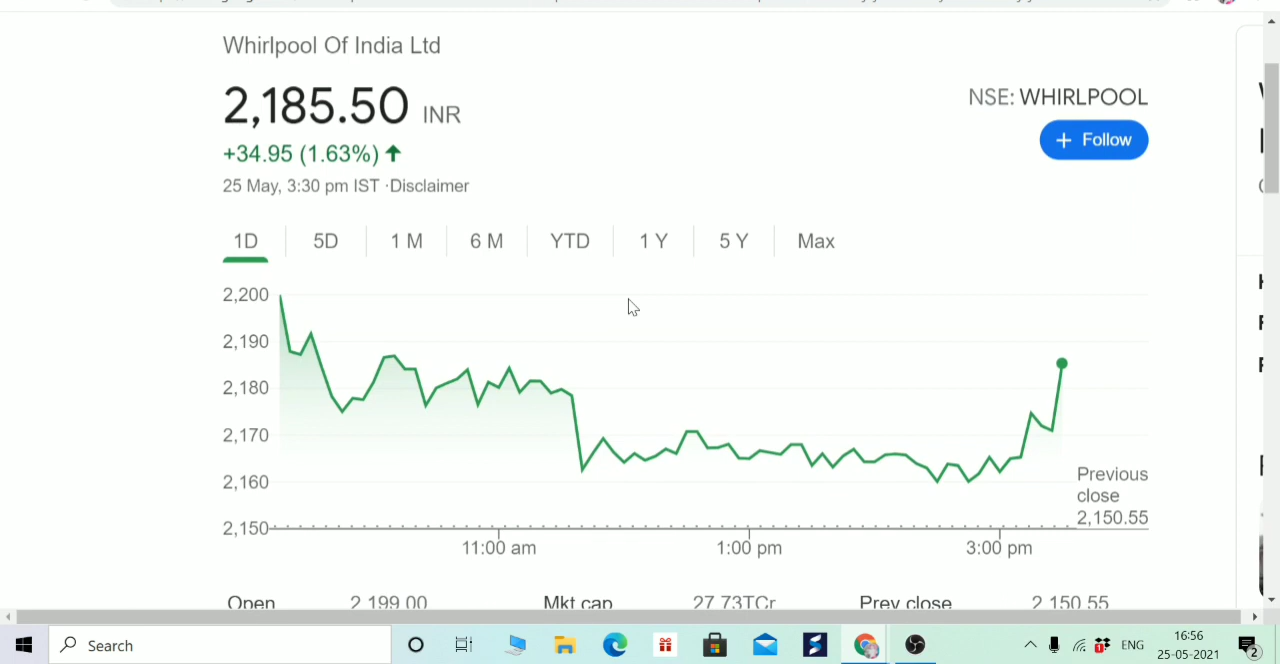 Whirlpool Of India Ltd
2,185.50 INR
+34.95 (1.63%)
25 May, 3:30 pm IST ·Disclaimer
NSE: WHIRLPOOL
+ Follow
1D 5D 1 M 6 M YTD 1 Y 5 Y Max
2,200
2,190
2,180
2,170
2,160
2,150
Previous
close
2,150.55
11:00 am 1:00 pm 3:00 pm
Open 2,199.00 Mkt cap 27.73TCr Prev close 2,150.55
Search
ENG
16:56
25-05-2021
2